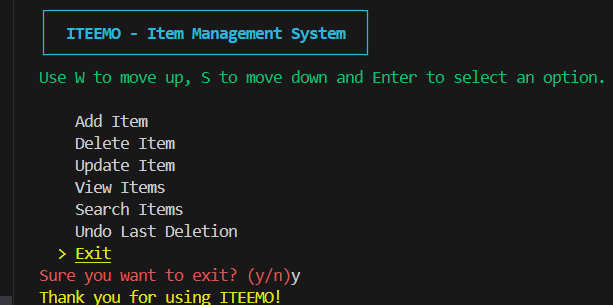 ITEEMO - Item Management System
Use W to move up, S to move down and Enter to select an option.
Add Item
Delete Item
Update Item
View Items
Search Items
Undo Last Deletion
> Exit
Sure you want to exit? (y/n)y
Thank you for using ITEEMO!